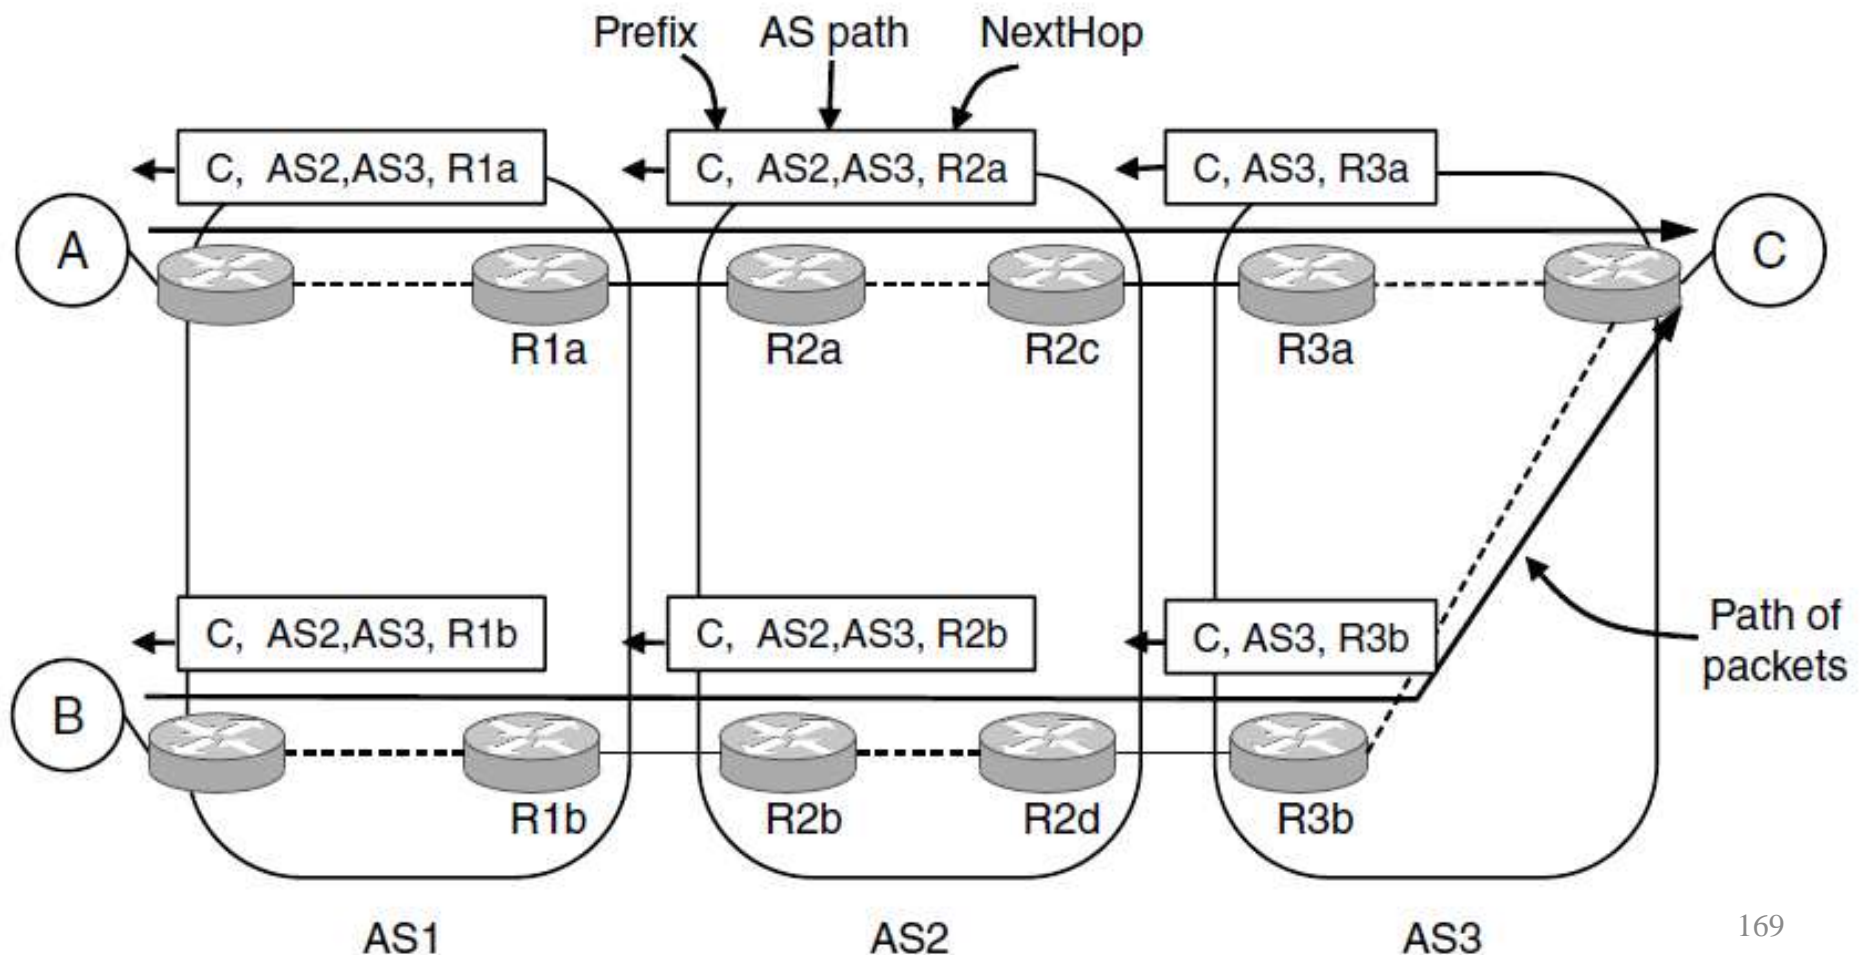 Prefix AS path NextHop
C, AS2,AS3, R1a
C, AS2,AS3, R2a
C, AS3, R3a
A
C
R1a
R2a
R2c
R3a
C, AS2,AS3, R1b
C, AS2,AS3, R2b
C, AS3, R3b
Path of
packets
B
R1b
R2b
R2d
R3b
AS1
AS2
AS3
169